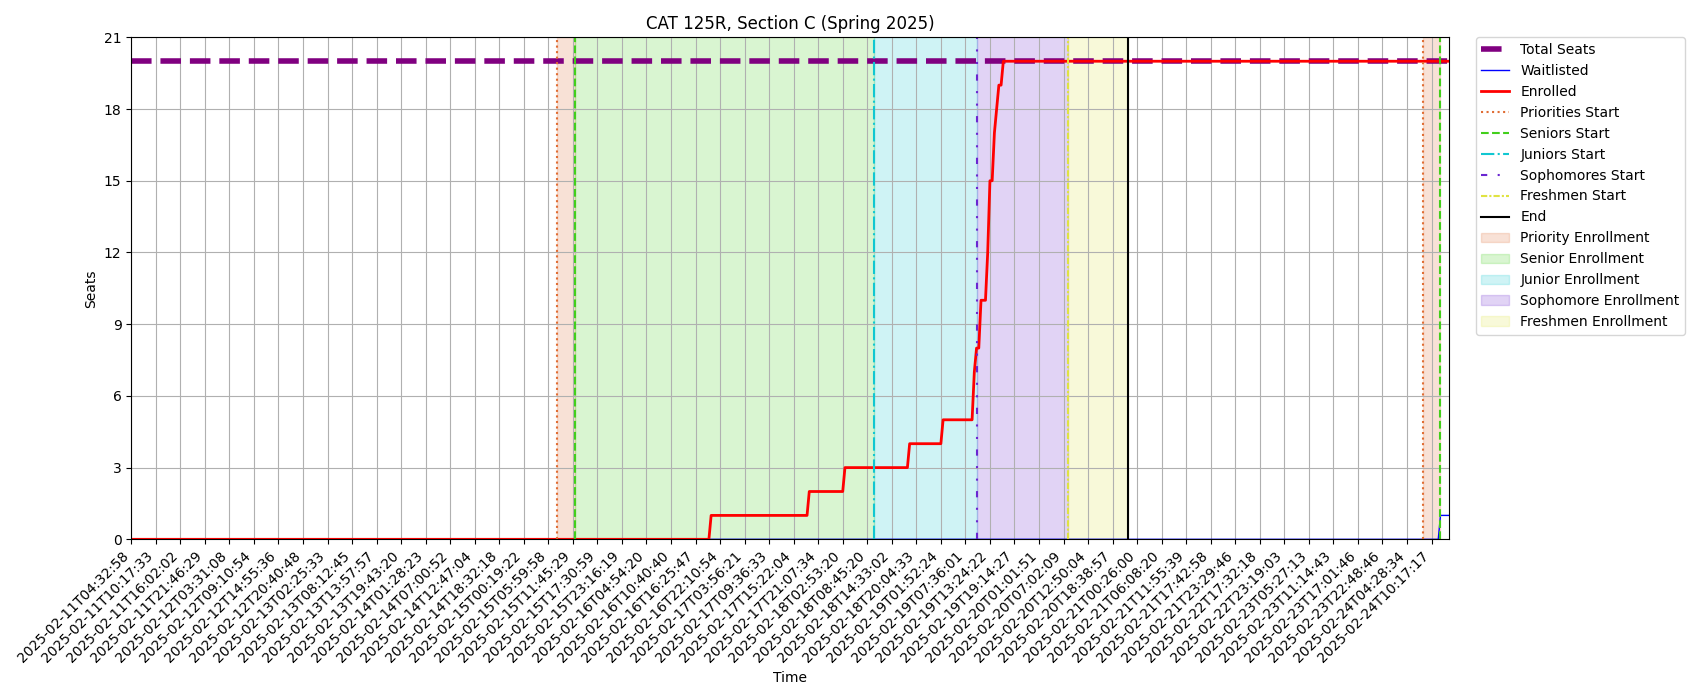 CAT 125R, Section C (Spring 2025)
Seats
21
18
15
12
9
6
3
0
2025-02-11T04:32:58
2025-02-11T10:17:33
2025-02-11T16:02:02
2025-02-11T21:46:29
2025-02-12T03:31:08
2025-02-12T09:10:54
2025-02-12T14:55:36
2025-02-12T20:40:48
2025-02-13T02:25:33
2025-02-13T08:12:45
2025-02-13T13:57:57
2025-02-13T19:43:20
2025-02-14T01:28:23
2025-02-14T07:00:52
2025-02-14T12:47:04
2025-02-14T18:32:18
2025-02-15T00:19:22
2025-02-15T05:59:58
2025-02-15T11:45:29
2025-02-15T17:30:59
2025-02-15T23:16:19
2025-02-16T04:54:20
2025-02-16T10:40:40
2025-02-16T16:25:47
2025-02-16T22:10:54
2025-02-17T03:56:21
2025-02-17T09:36:33
2025-02-17T15:22:04
2025-02-17T21:07:34
2025-02-18T02:53:20
2025-02-18T08:45:20
2025-02-18T14:33:02
2025-02-18T20:04:33
2025-02-19T01:52:24
2025-02-19T07:36:01
2025-02-19T13:24:22
2025-02-19T19:14:27
2025-02-20T01:01:51
2025-02-20T07:02:09
2025-02-20T12:50:04
2025-02-20T18:38:57
2025-02-21T00:26:00
2025-02-21T06:08:20
2025-02-21T11:55:39
2025-02-21T17:42:58
2025-02-21T23:29:46
2025-02-22T17:32:18
2025-02-22T23:19:03
2025-02-23T05:27:13
2025-02-23T11:14:43
2025-02-23T17:01:46
2025-02-23T22:48:46
2025-02-24T04:28:34
2025-02-24T10:17:17
Time
Total Seats
Waitlisted
Enrolled
Priorities Start
Seniors Start
Juniors Start
Sophomores Start
Freshmen Start
End
Priority Enrollment
Senior Enrollment
Junior Enrollment
Sophomore Enrollment
Freshmen Enrollment